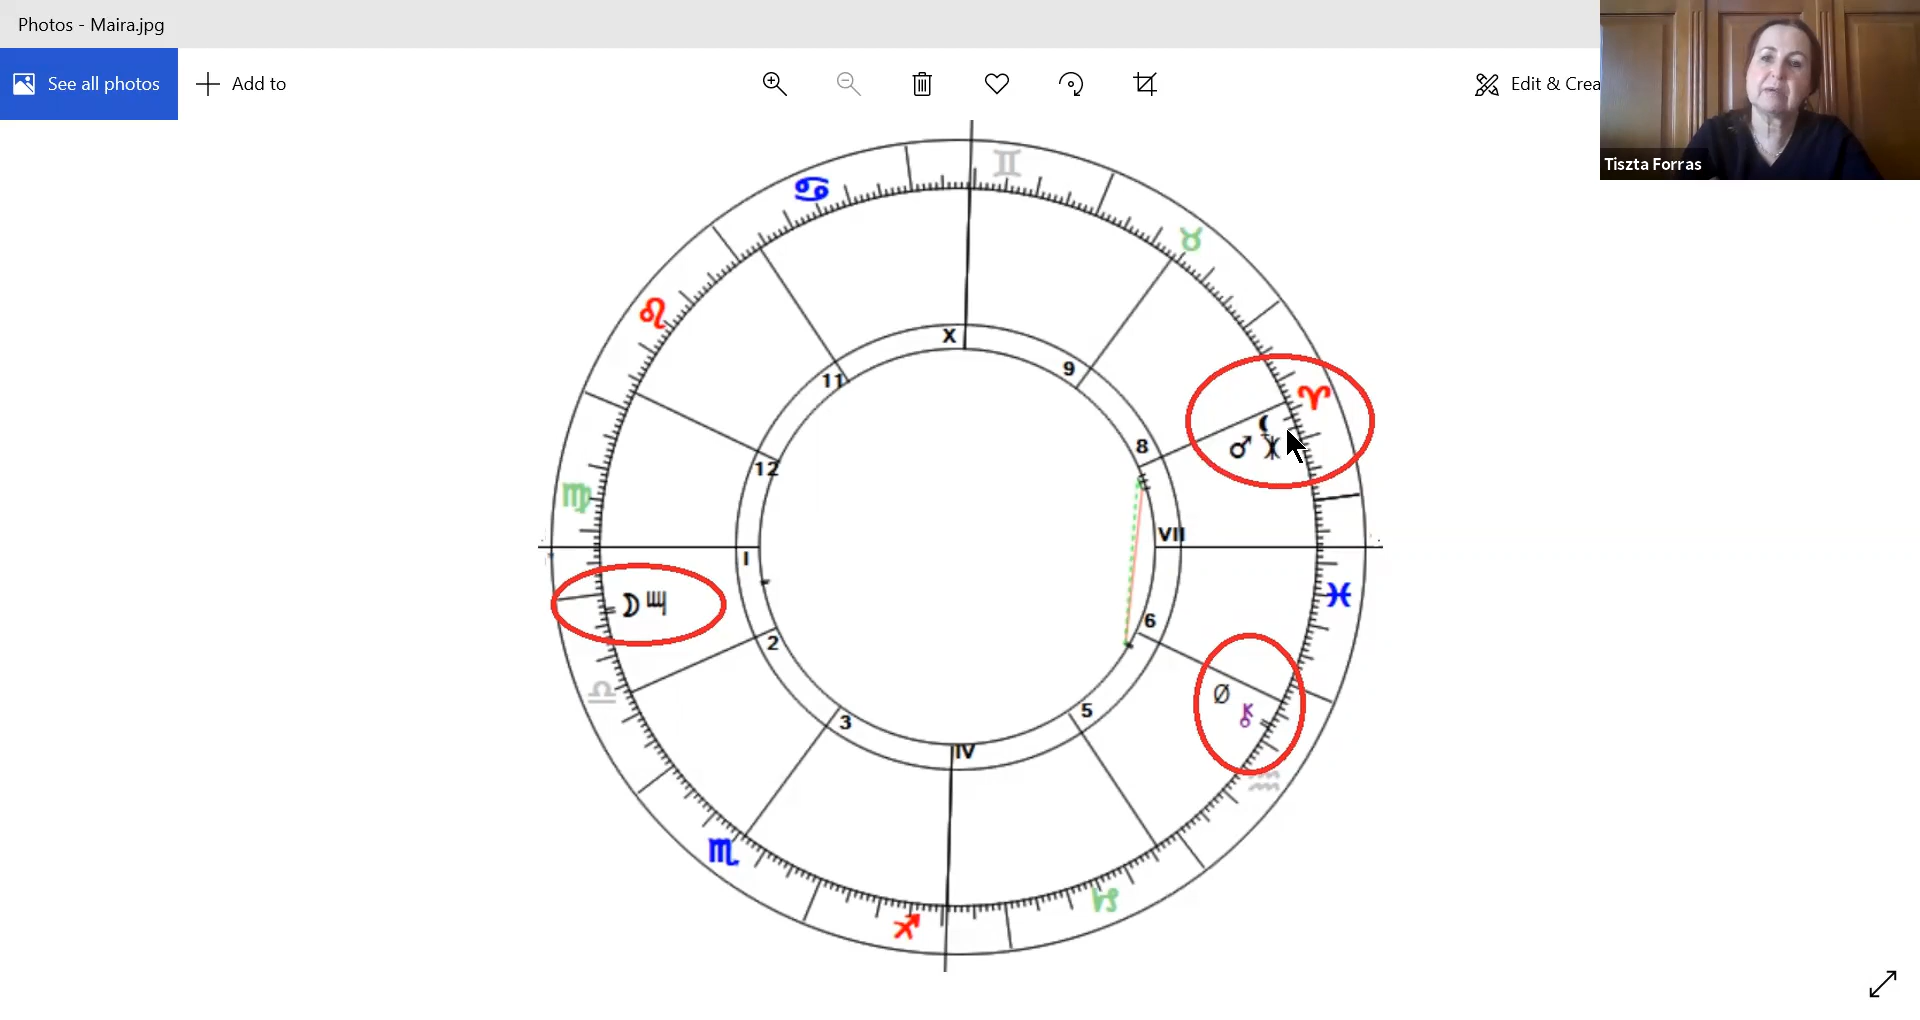 Photos - Maira.jpg
See all photos
Add to
Edit & Crea
Tiszta Forras
X
9
11
8
12
VII
I
6
2
5
3
IV